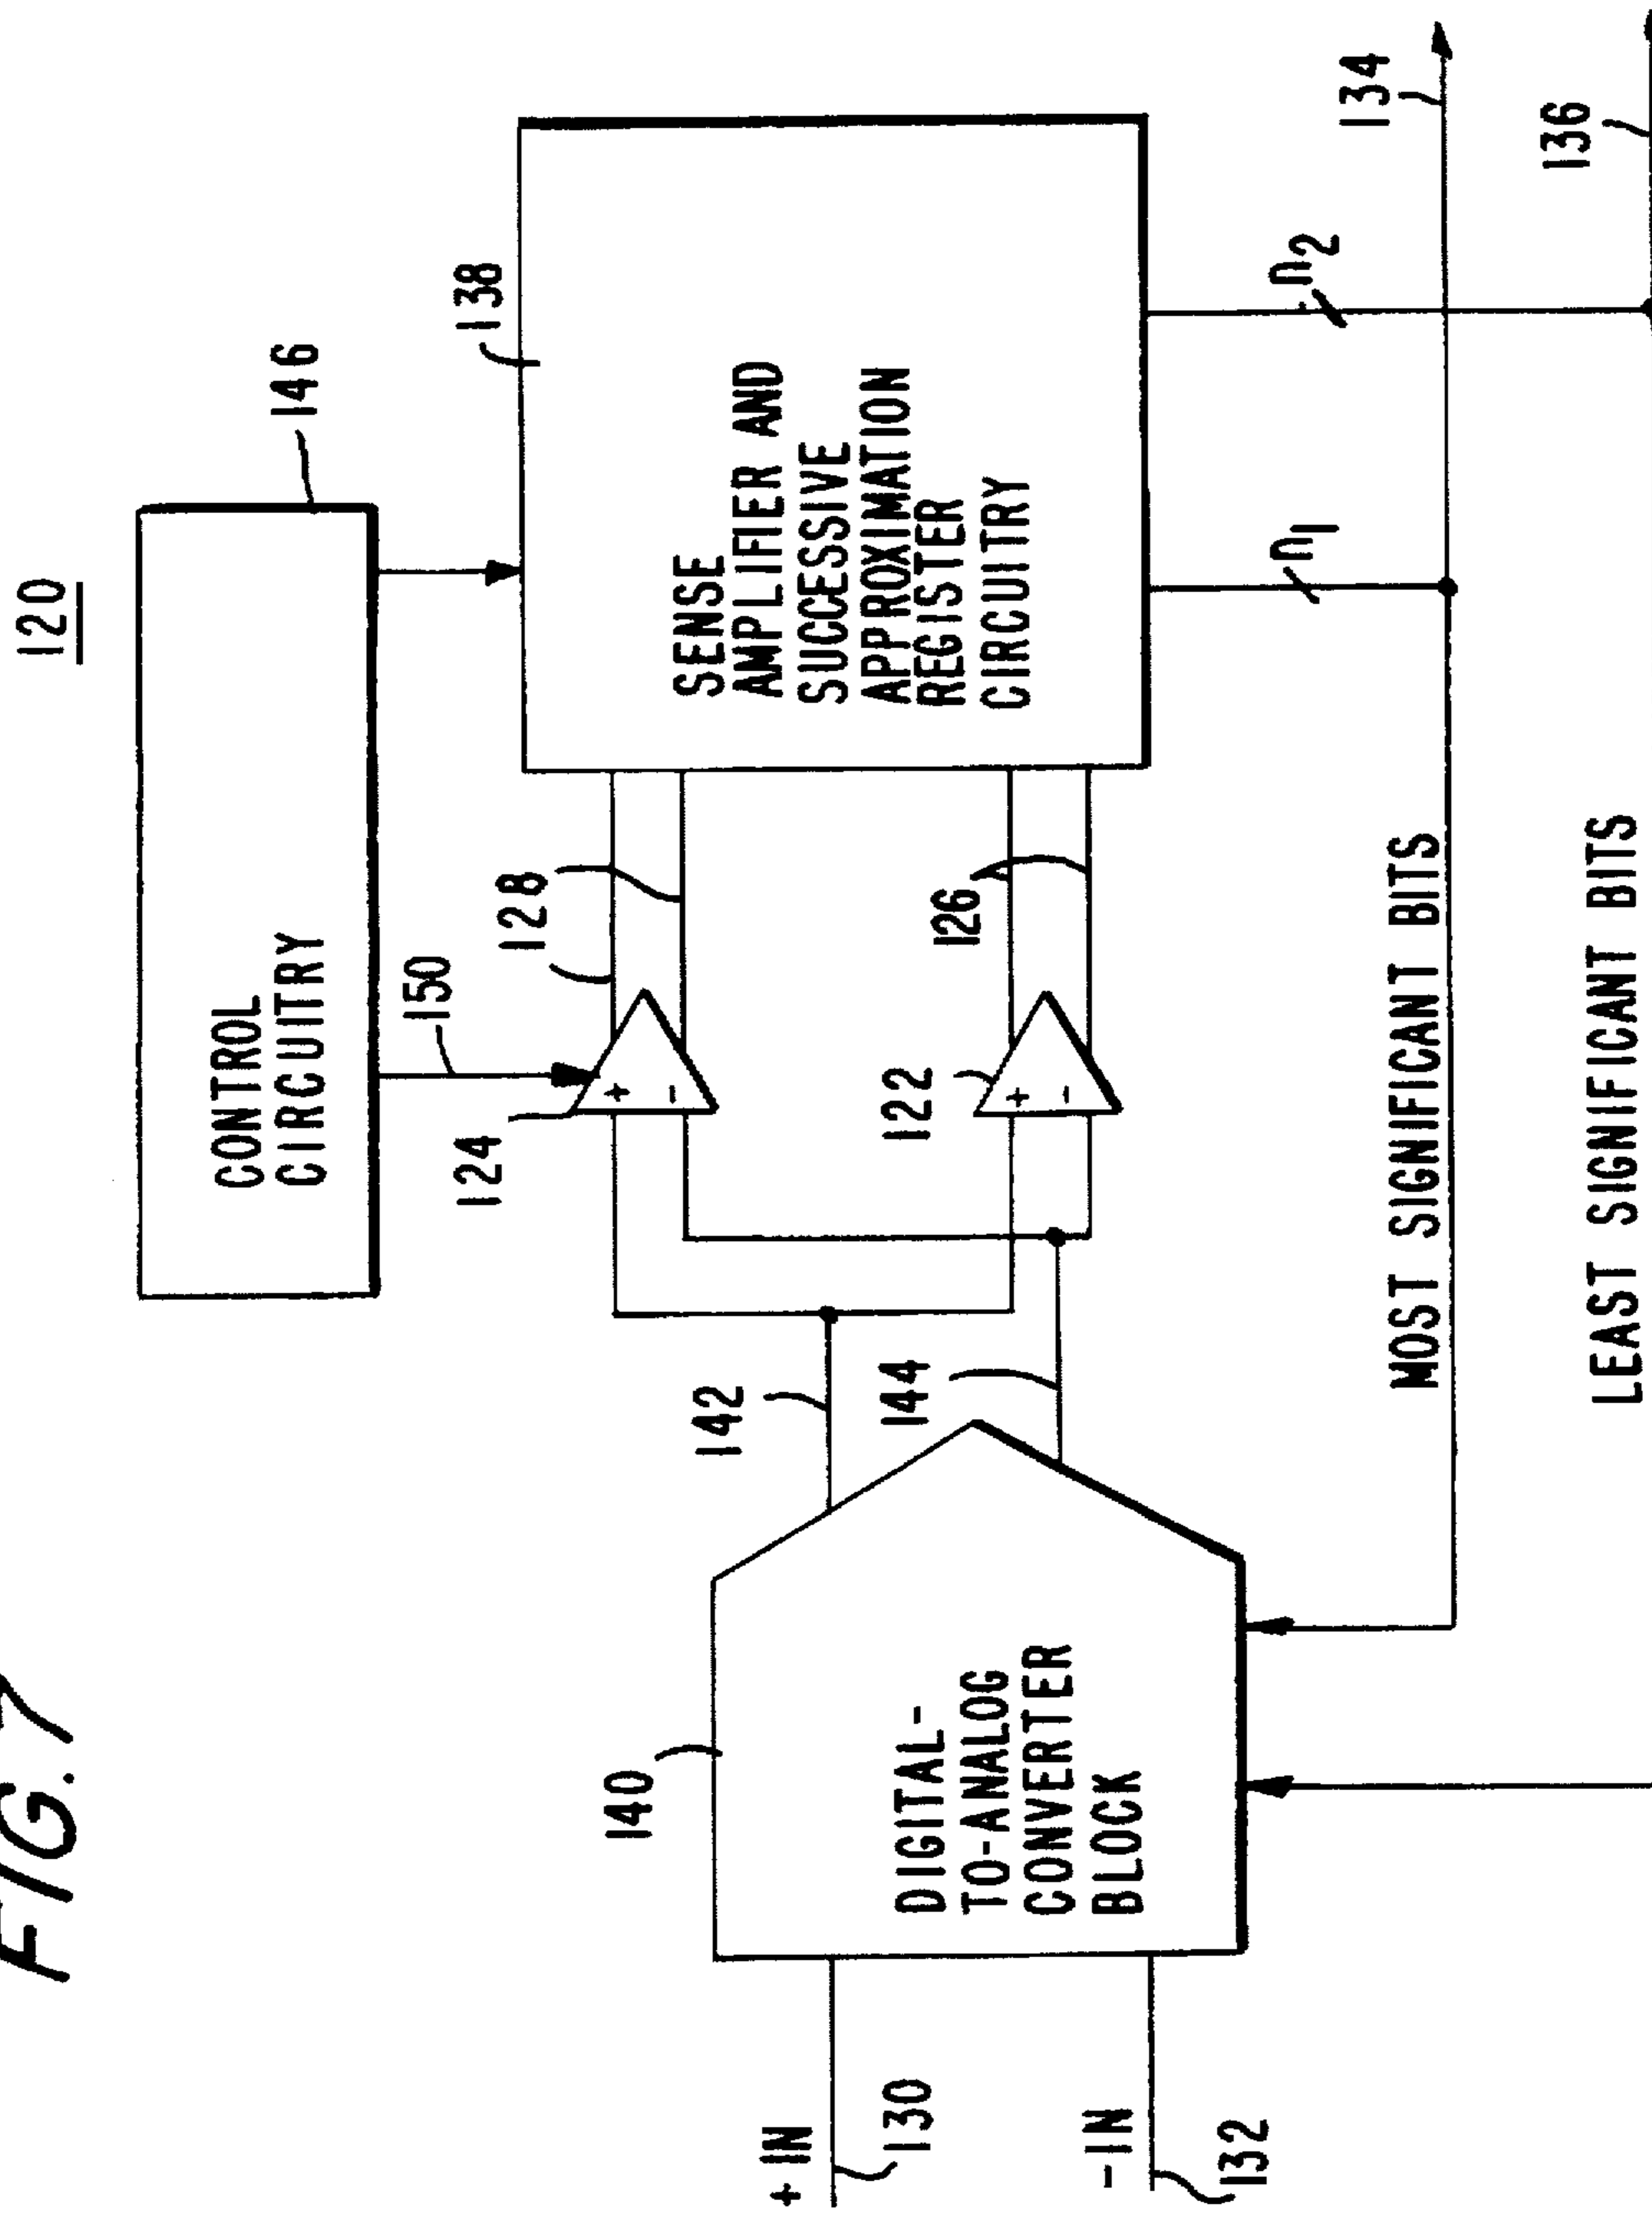 FIG. 7
120
CONTROL
CIRCUITRY
146
150
124
128
138
SENSE
AMPLIFIER AND
SUCCESSIVE
APPROXIMATION
REGISTER
CIRCUITRY
+
-
122
+
-
126
142
144
140
DIGITAL-
TO-ANALOG
CONVERTER
BLOCK
+ IN
130
- IN
132
n1
n2
134
MOST SIGNIFICANT BITS
136
LEAST SIGNIFICANT BITS